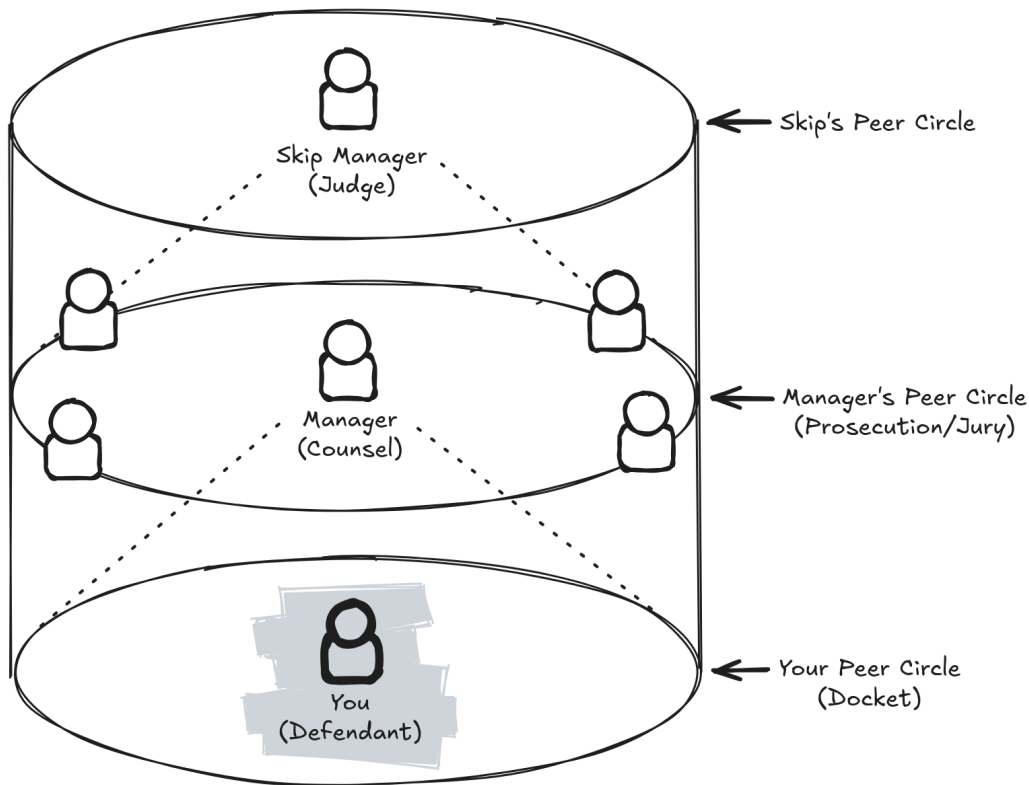 Skip's Peer Circle
Skip Manager
(Judge)
Manager's Peer Circle
(Prosecution/Jury)
Manager
(Counsel)
Your Peer Circle
(Docket)
You
(Defendant)